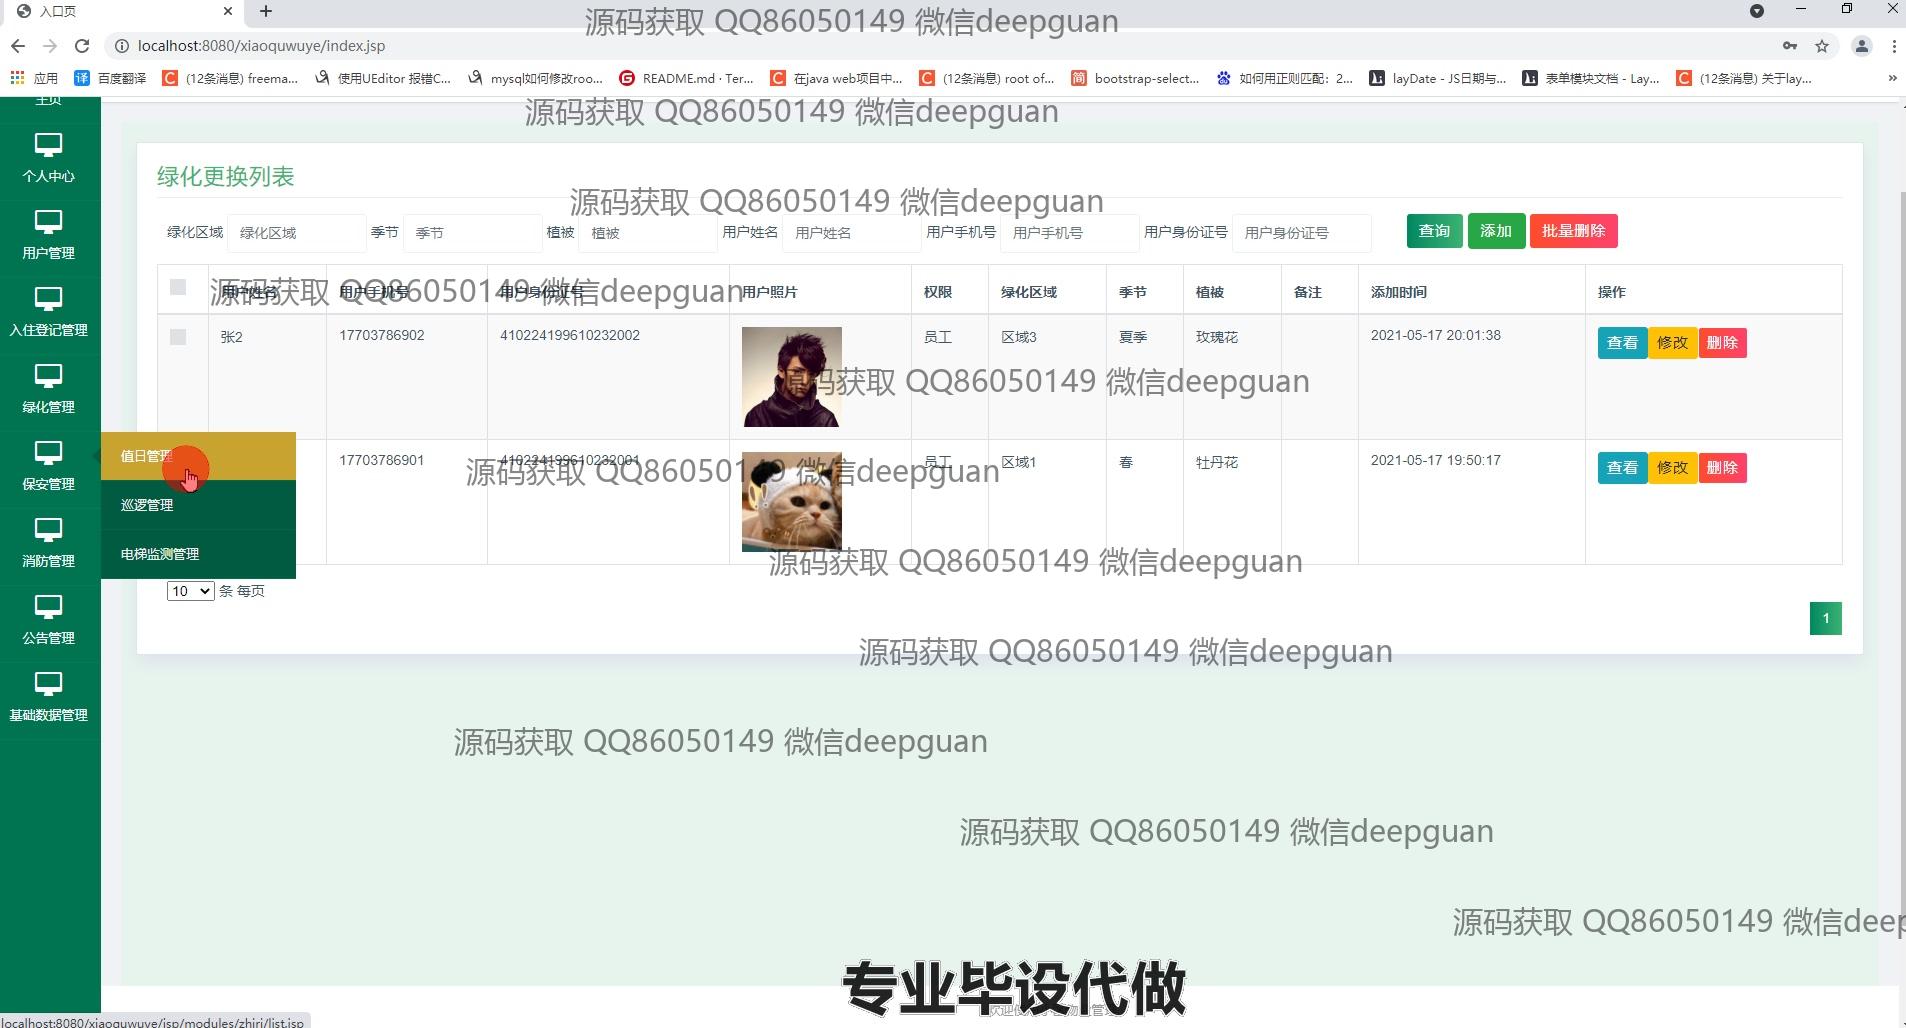 入口页
源码获取 QQ86050149 微信deepguan
localhost:8080/xiaoquwuye/index.jsp
应用 百度翻译 (12条消息) freema... 使用UEditor 报错C... mysql如何修改roo... README.md · Ter... 在java web项目中... (12条消息) root of... bootstrap-select... 如何用正则匹配：2... layDate - JS日期与... 表单模块文档 - Lay... (12条消息) 关于lay... »
主页
源码获取 QQ86050149 微信deepguan
个人中心
绿化更换列表
源码获取 QQ86050149 微信deepguan
绿化区域 绿化区域 季节 季节 植被 植被 用户姓名 用户姓名 用户手机号 用户手机号 用户身份证号 用户身份证号 查询 添加 批量删除
用户管理
源码获取 QQ86050149 微信deepguan
用户姓名 用户手机号 用户身份证号 用户照片 权限 绿化区域 季节 植被 备注 添加时间 操作
入住登记管理
张2 17703786902 410224199610232002 员工 区域3 夏季 玫瑰花 2021-05-17 20:01:38 查看 修改 删除
源码获取 QQ86050149 微信deepguan
绿化管理
值日管理
17703786901 410224199610232001 员工 区域1 春 牡丹花 2021-05-17 19:50:17 查看 修改 删除
源码获取 QQ86050149 微信deepguan
保安管理
巡逻管理
电梯监测管理
消防管理
源码获取 QQ86050149 微信deepguan
10 条 每页
1
公告管理
源码获取 QQ86050149 微信deepguan
基础数据管理
源码获取 QQ86050149 微信deepguan
源码获取 QQ86050149 微信deepguan
源码获取 QQ86050149 微信deep
专业毕设代做
localhost:8080/xiaoquwuye/jsp/modules/zhiri/list.jsp